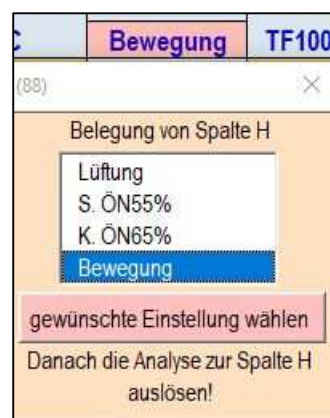 C Bewegung TF100
(88) ×
Belegung von Spalte H
Lüftung
S. ÖN55%
K. ÖN65%
Bewegung
gewünschte Einstellung wählen
Danach die Analyse zur Spalte H
auslösen!